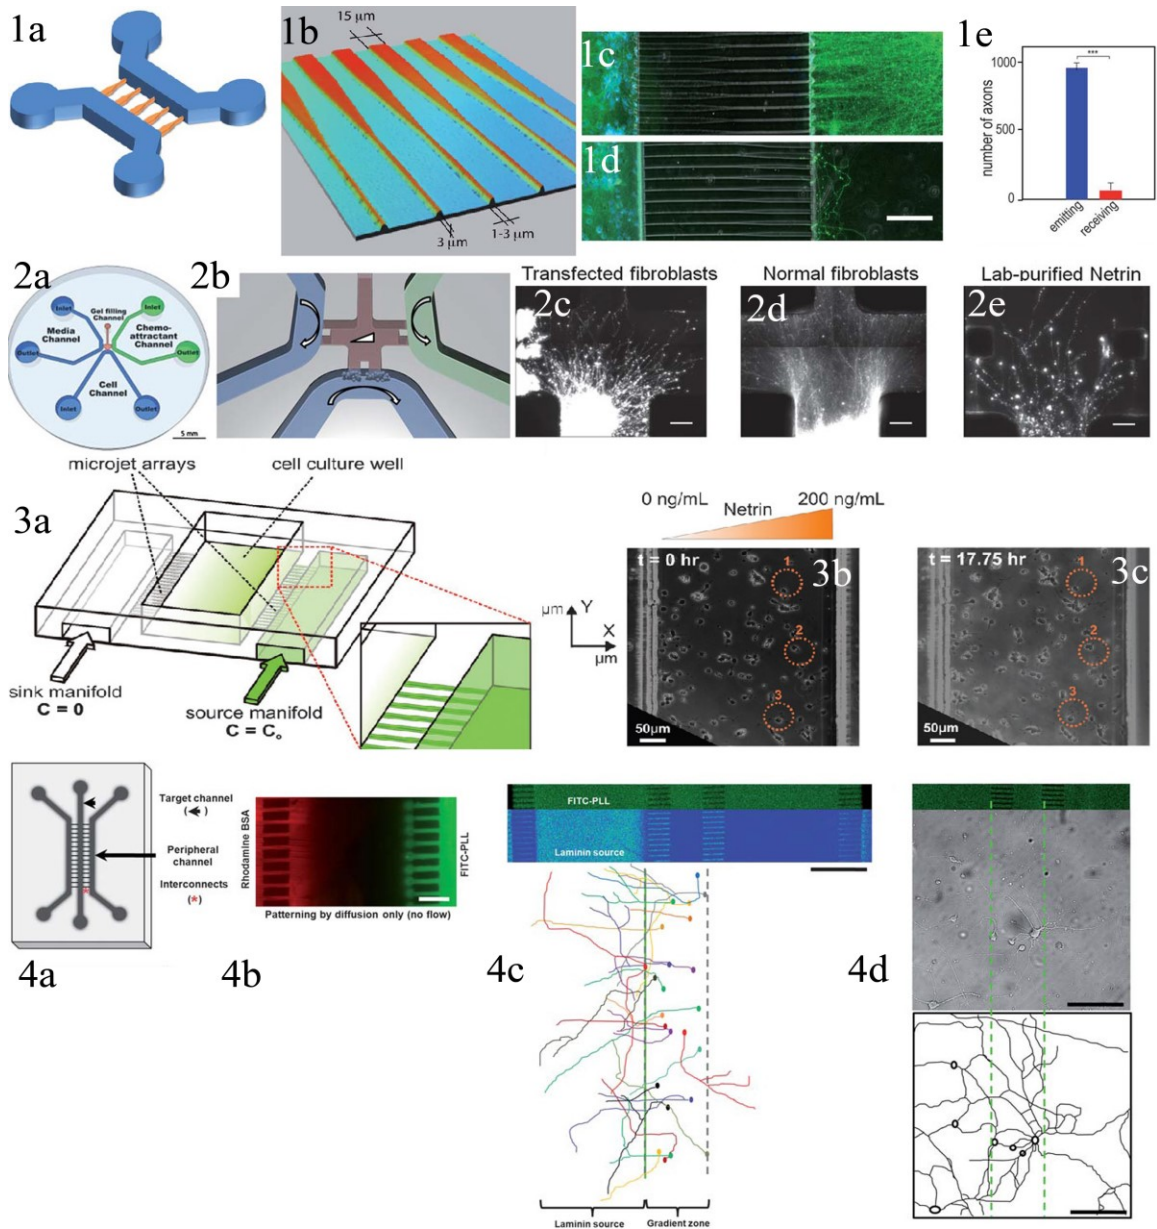 1a
1b
15 μm
3 μm
1-3 μm
1c
1d
1e
***
1000
500
0
number of axons
emitting
receiving
2a
Inlet
Gel filling
Channel
Inlet
Media
Channel
Chemo-
attractant
Channel
Outlet
Outlet
Cell
Channel
Inlet
Outlet
5 mm
2b
Transfected fibroblasts
2c
Normal fibroblasts
2d
Lab-purified Netrin
2e
microjet arrays
cell culture well
3a
sink manifold
C = 0
source manifold
C = Cₒ
0 ng/mL
200 ng/mL
Netrin
μm
Y
X
μm
t = 0 hr
3b
1
2
3
50μm
t = 17.75 hr
3c
1
2
3
50μm
Target channel
( )
Peripheral
channel
Interconnects
(*)
*
4a
Rhodamine BSA
FITC-PLL
Patterning by diffusion only (no flow)
4b
FITC-PLL
Laminin source
4c
Laminin source
Gradient zone
4d